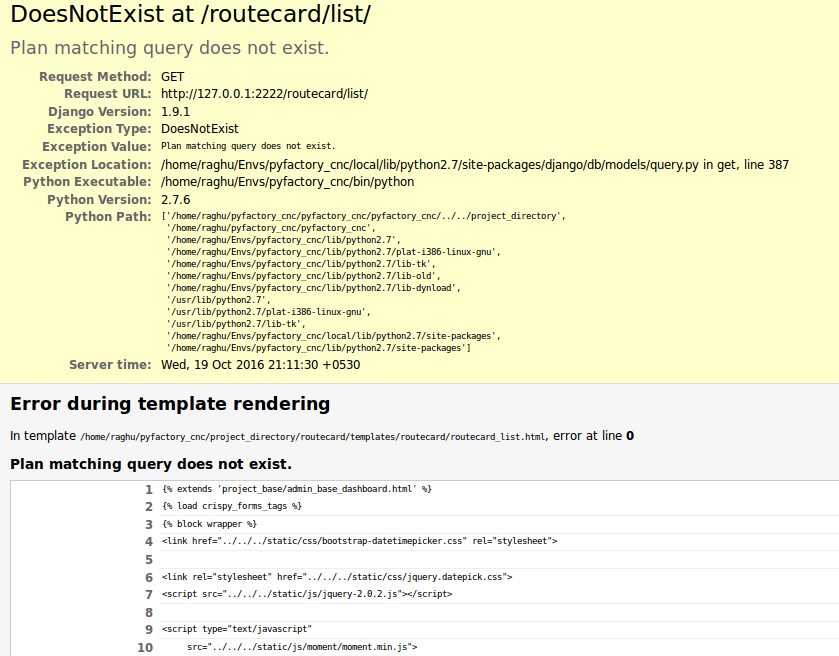 DoesNotExist at /routecard/list/
Plan matching query does not exist.
Request Method: GET
Request URL: http://127.0.0.1:2222/routecard/list/
Django Version: 1.9.1
Exception Type: DoesNotExist
Exception Value: Plan matching query does not exist.
Exception Location: /home/raghu/Envs/pyfactory_cnc/local/lib/python2.7/site-packages/django/db/models/query.py in get, line 387
Python Executable: /home/raghu/Envs/pyfactory_cnc/bin/python
Python Version: 2.7.6
Python Path: ['/home/raghu/pyfactory_cnc/pyfactory_cnc/pyfactory_cnc/../../project_directory',
'/home/raghu/pyfactory_cnc/pyfactory_cnc',
'/home/raghu/Envs/pyfactory_cnc/lib/python2.7',
'/home/raghu/Envs/pyfactory_cnc/lib/python2.7/plat-i386-linux-gnu',
'/home/raghu/Envs/pyfactory_cnc/lib/python2.7/lib-tk',
'/home/raghu/Envs/pyfactory_cnc/lib/python2.7/lib-old',
'/home/raghu/Envs/pyfactory_cnc/lib/python2.7/lib-dynload',
'/usr/lib/python2.7',
'/usr/lib/python2.7/plat-i386-linux-gnu',
'/usr/lib/python2.7/lib-tk',
'/home/raghu/Envs/pyfactory_cnc/local/lib/python2.7/site-packages',
'/home/raghu/Envs/pyfactory_cnc/lib/python2.7/site-packages']
Server time: Wed, 19 Oct 2016 21:11:30 +0530
Error during template rendering
In template /home/raghu/pyfactory_cnc/project_directory/routecard/templates/routecard/routecard_list.html, error at line 0
Plan matching query does not exist.
1 {% extends 'project_base/admin_base_dashboard.html' %}
2 {% load crispy_forms_tags %}
3 {% block wrapper %}
4 <link href="../../../static/css/bootstrap-datetimepicker.css" rel="stylesheet">
5
6 <link rel="stylesheet" href="../../../static/css/jquery.datepick.css">
7 <script src="../../../static/js/jquery-2.0.2.js"></script>
8
9 <script type="text/javascript"
10 src="../../../static/js/moment/moment.min.js">